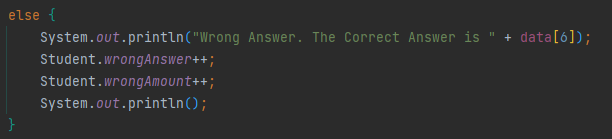 else {
    System.out.println("Wrong Answer. The Correct Answer is " + data[6]);
    Student.wrongAnswer++;
    Student.wrongAmount++;
    System.out.println();
}